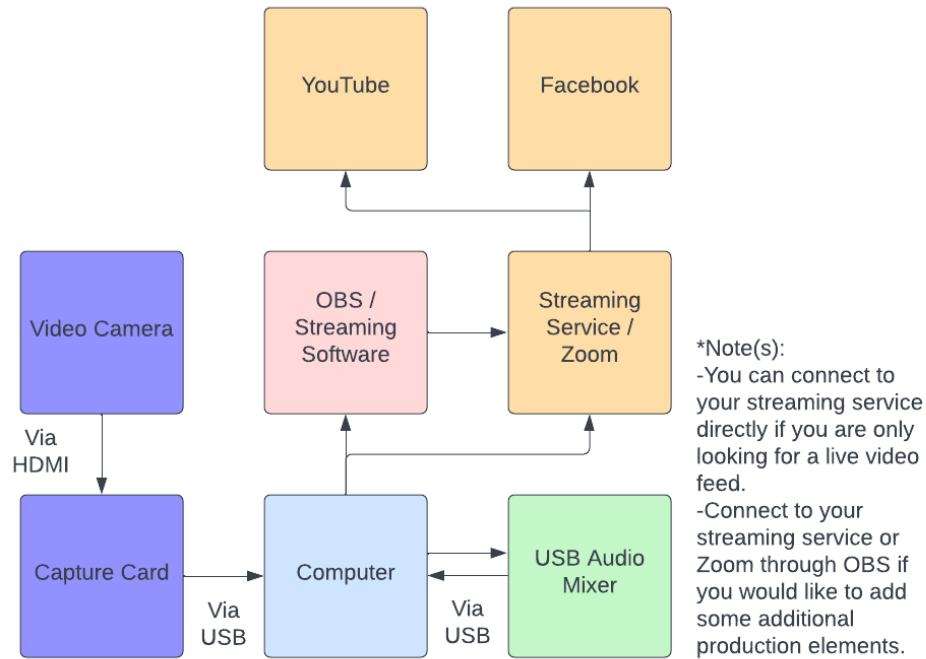 YouTube
Facebook
Video Camera
OBS /
Streaming
Software
Streaming
Service /
Zoom
Via
HDMI
Capture Card
Via
USB
Computer
Via
USB
USB Audio
Mixer
*Note(s):
-You can connect to
your streaming service
directly if you are only
looking for a live video
feed.
-Connect to your
streaming service or
Zoom through OBS if
you would like to add
some additional
production elements.